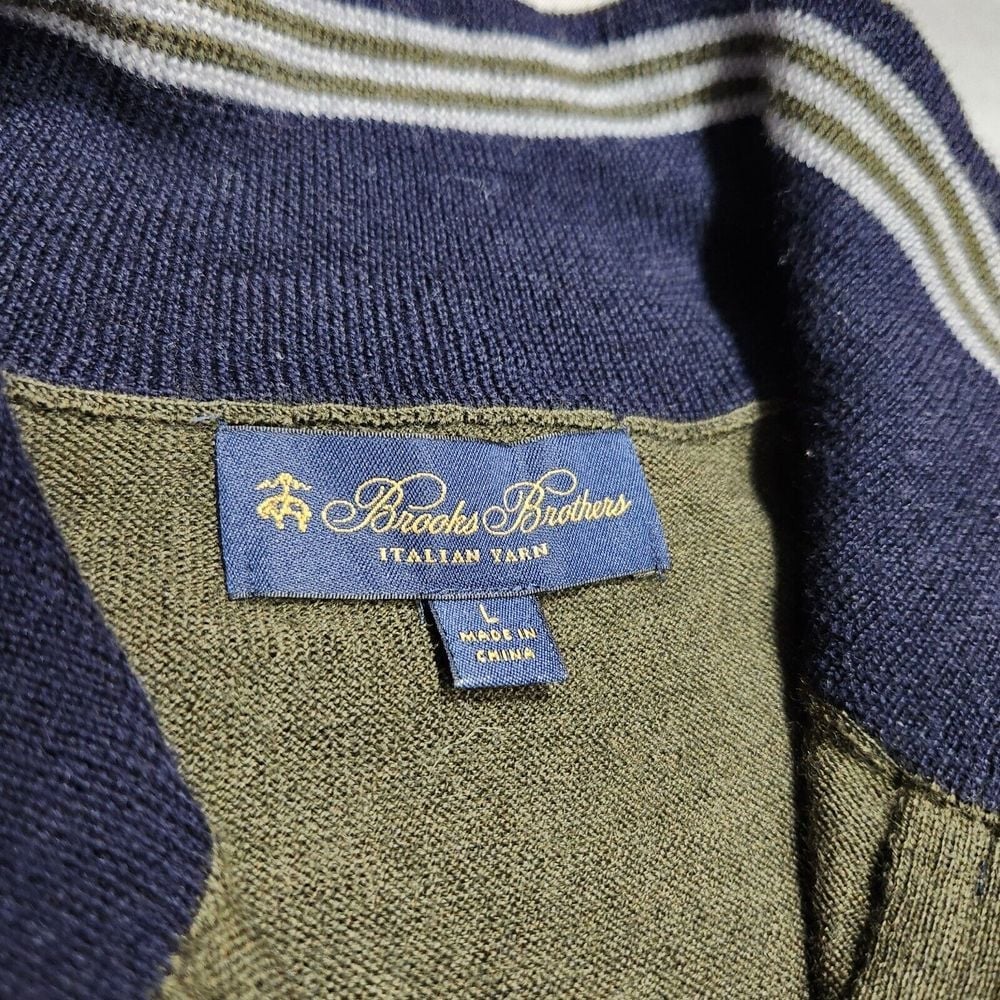 Brooks Brothers
ITALIAN YARN
L
MADE IN
CHINA